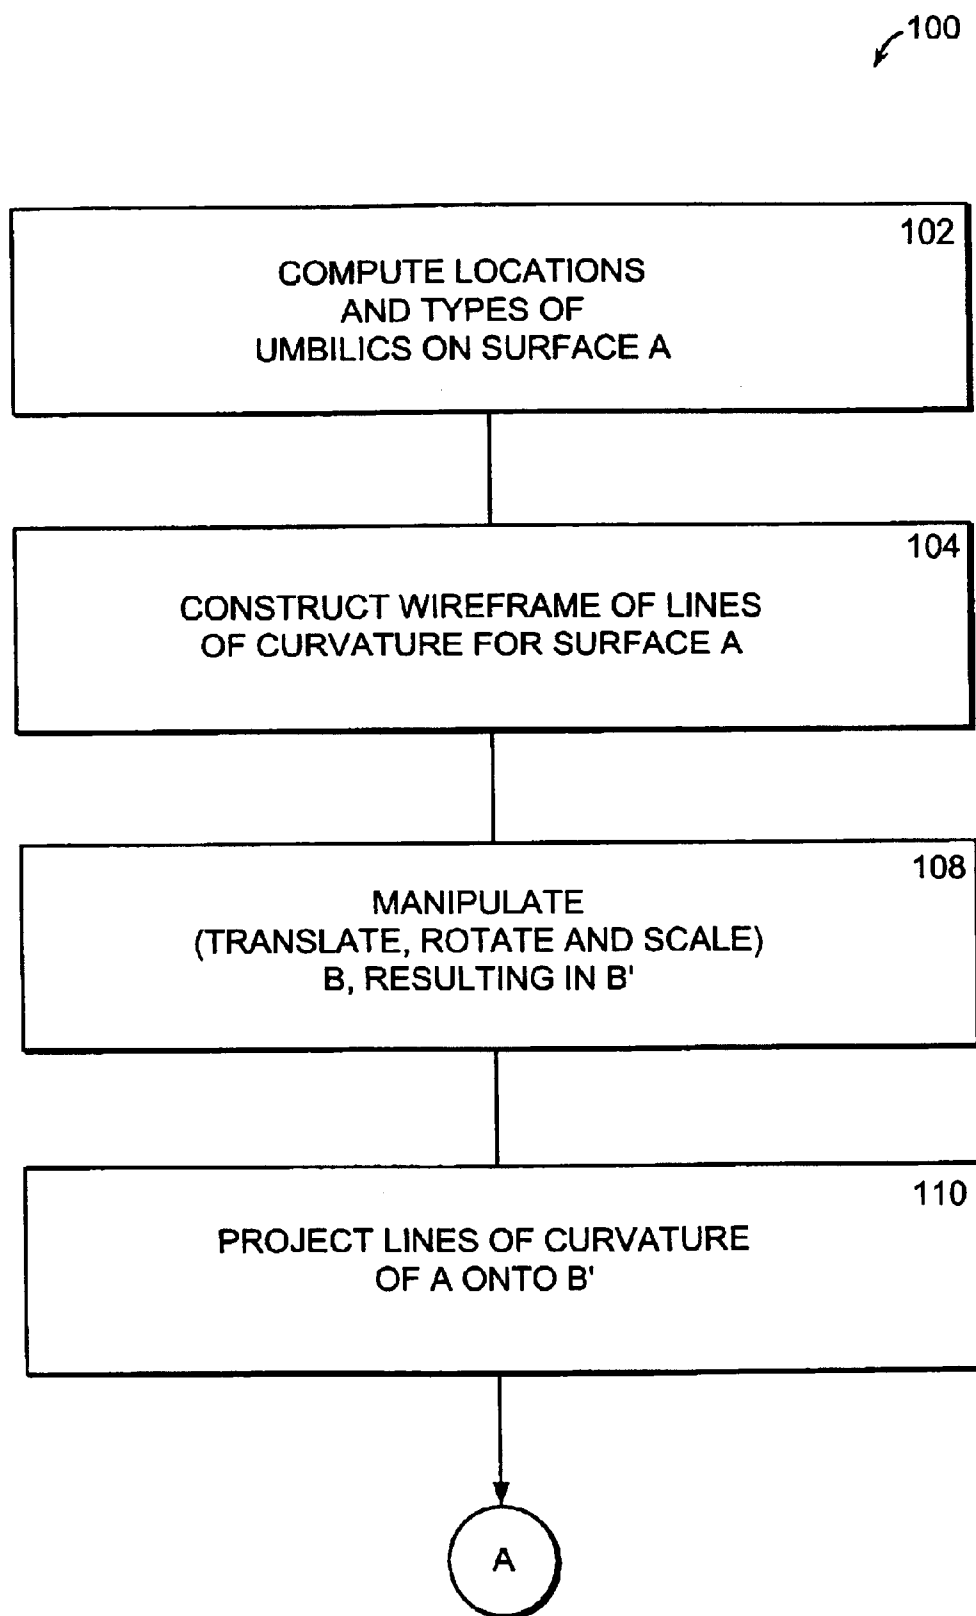 100
102
COMPUTE LOCATIONS
AND TYPES OF
UMBILICS ON SURFACE A
104
CONSTRUCT WIREFRAME OF LINES
OF CURVATURE FOR SURFACE A
108
MANIPULATE
(TRANSLATE, ROTATE AND SCALE)
B, RESULTING IN B'
110
PROJECT LINES OF CURVATURE
OF A ONTO B'
A